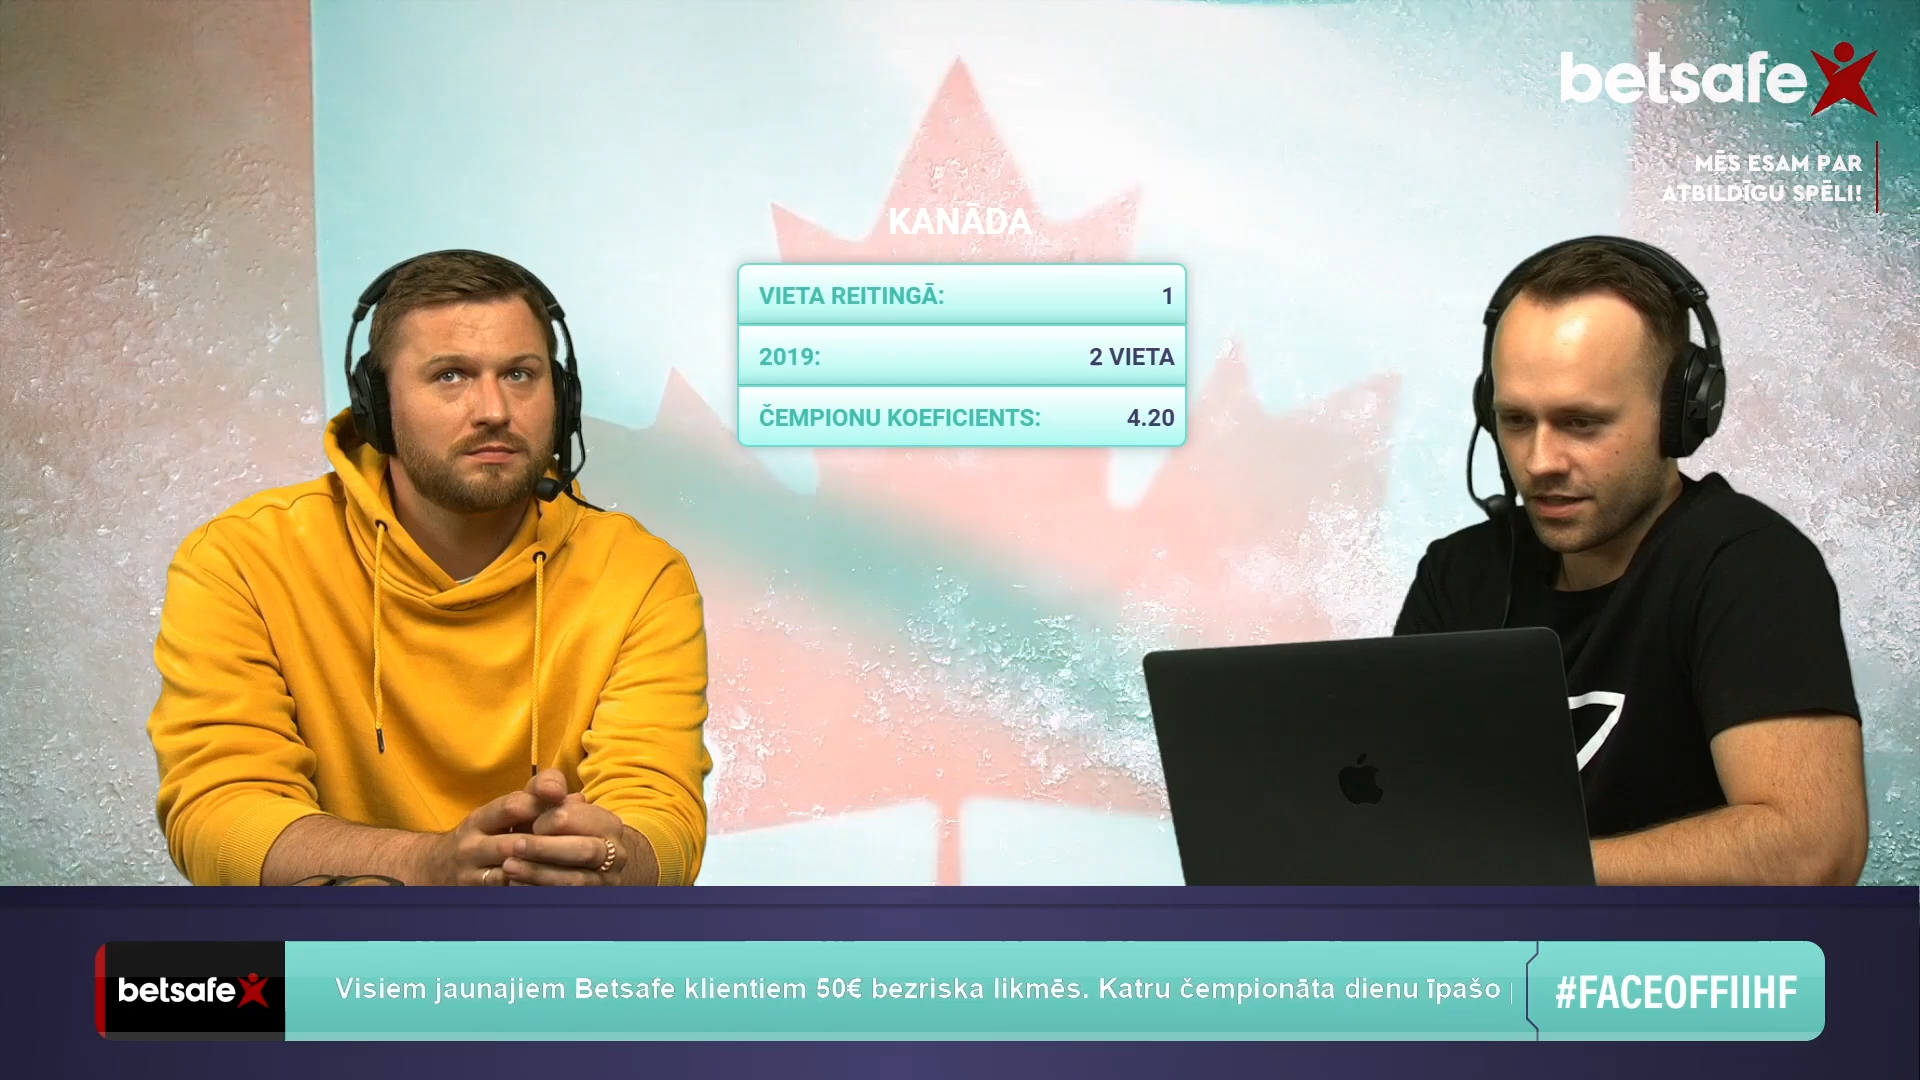 betsafe
MĒS ESAM PAR
ATBILDĪGU SPĒLI!
KANĀDA
VIETA REITINGĀ: 1
2019: 2 VIETA
ČEMPIONU KOEFICIENTS: 4.20
betsafe
Visiem jaunajiem Betsafe klientiem 50€ bezriska likmēs. Katru čempionāta dienu īpašo
#FACEOFFIIHF